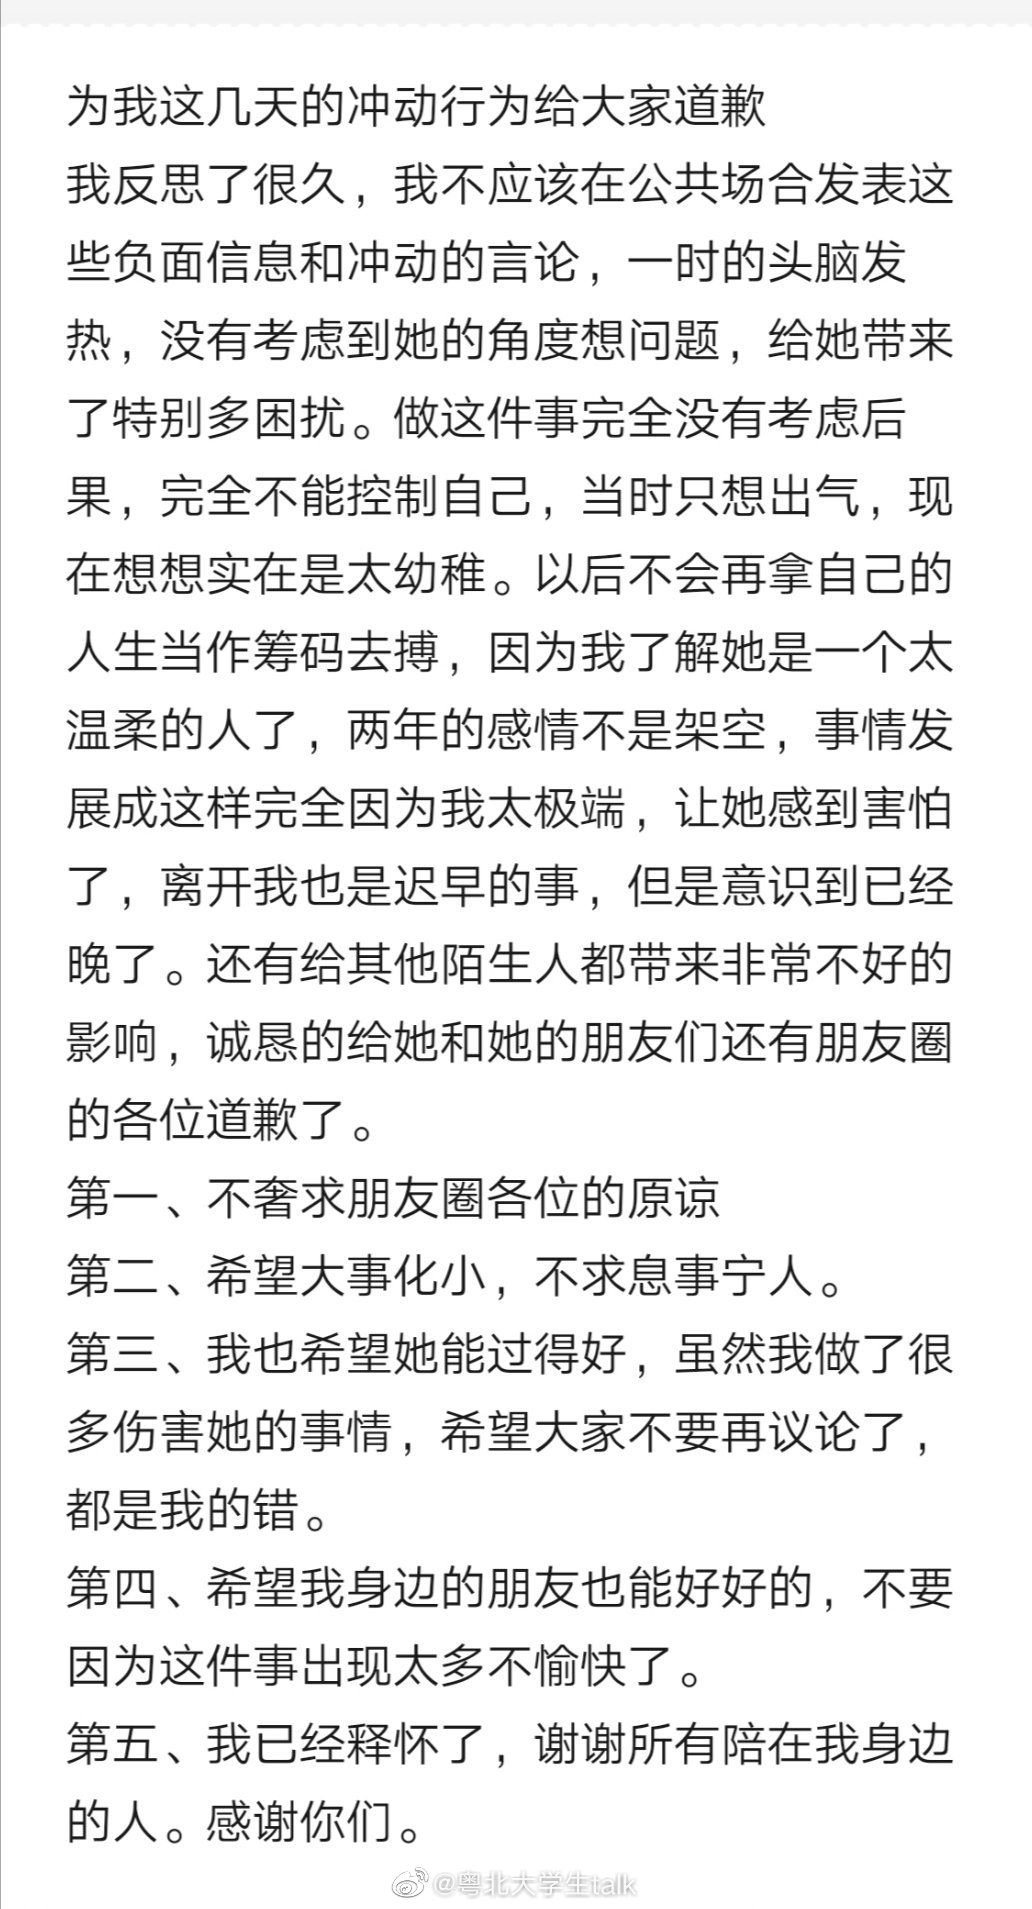 为我这几天的冲动行为给大家道歉
我反思了很久，我不应该在公共场合发表这
些负面信息和冲动的言论，一时的头脑发
热，没有考虑到她的角度想问题，给她带来
了特别多困扰。做这件事完全没有考虑后
果，完全不能控制自己，当时只想出气，现
在想想实在是太幼稚。以后不会再拿自己的
人生当作筹码去搏，因为我了解她是一个太
温柔的人了，两年的感情不是架空，事情发
展成这样完全因为我太极端，让她感到害怕
了，离开我也是迟早的事，但是意识到已经
晚了。还有给其他陌生人都带来非常不好的
影响，诚恳的给她和她的朋友们还有朋友圈
的各位道歉了。
第一、不奢求朋友圈各位的原谅
第二、希望大事化小，不求息事宁人。
第三、我也希望她能过得好，虽然我做了很
多伤害她的事情，希望大家不要再议论了，
都是我的错。
第四、希望我身边的朋友也能好好的，不要
因为这件事出现太多不愉快了。
第五、我已经释怀了，谢谢所有陪在我身边
的人。感谢你们。
@粤北大学生talk